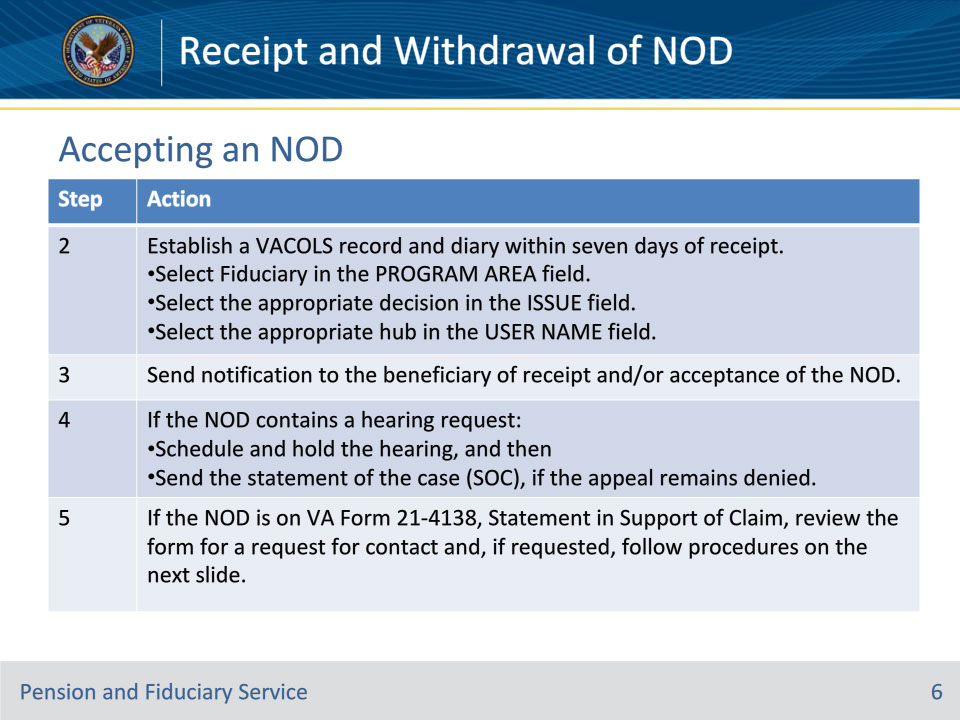 Receipt and Withdrawal of NOD
Accepting an NOD
Step Action
2 Establish a VACOLS record and diary within seven days of receipt.
•Select Fiduciary in the PROGRAM AREA field.
•Select the appropriate decision in the ISSUE field.
•Select the appropriate hub in the USER NAME field.
3 Send notification to the beneficiary of receipt and/or acceptance of the NOD.
4 If the NOD contains a hearing request:
•Schedule and hold the hearing, and then
•Send the statement of the case (SOC), if the appeal remains denied.
5 If the NOD is on VA Form 21-4138, Statement in Support of Claim, review the
form for a request for contact and, if requested, follow procedures on the
next slide.
Pension and Fiduciary Service 6